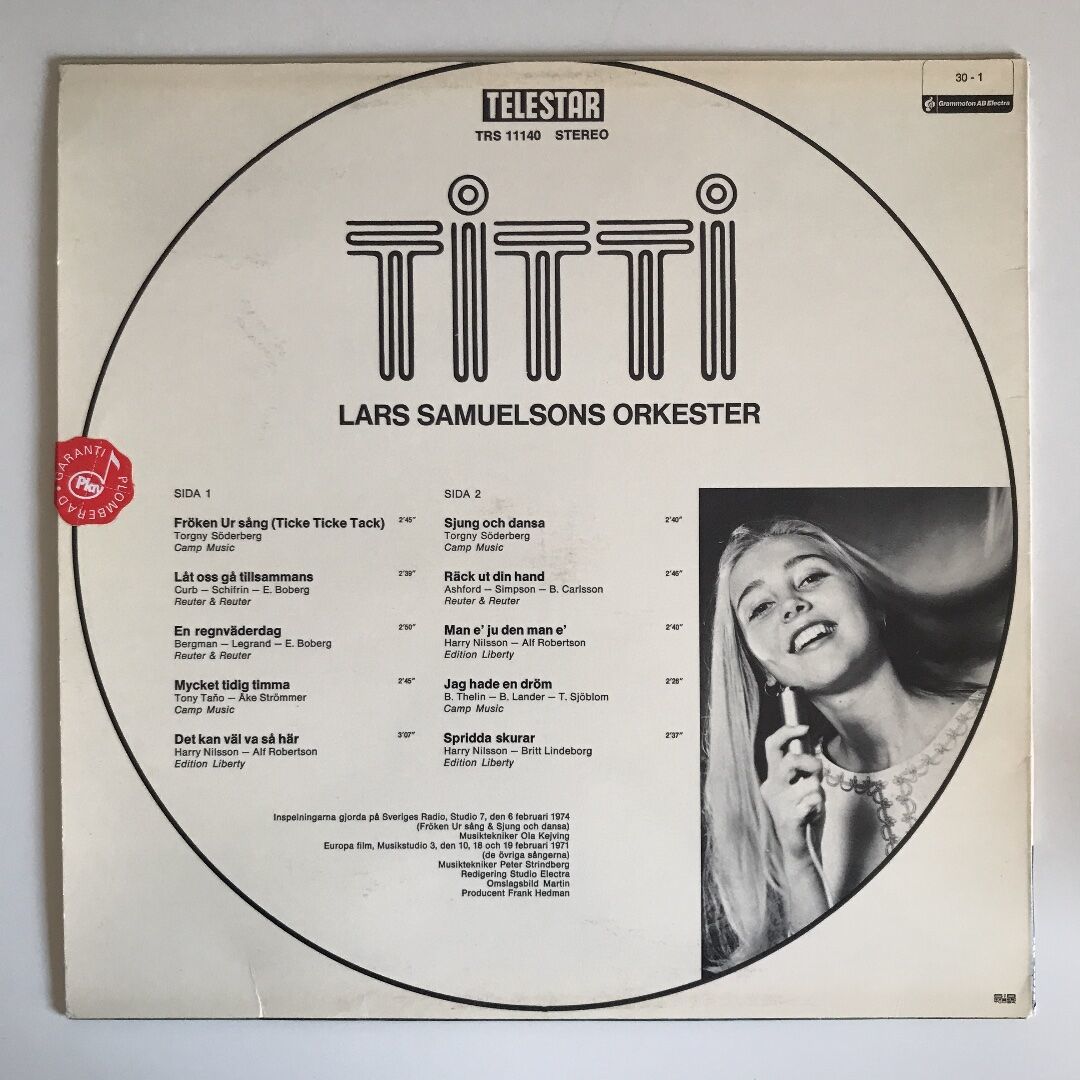 TELESTAR
TRS 11140 STEREO
30 - 1
Grammofon AB Electra
TiTTi
LARS SAMUELSONS ORKESTER
GARANTI
Play
PLOMBERAD
SIDA 1
Fröken Ur sång (Ticke Ticke Tack) 2'45"
Torgny Söderberg
Camp Music
Låt oss gå tillsammans 2'39"
Curb – Schifrin – E. Boberg
Reuter & Reuter
En regnväderdag 2'50"
Bergman – Legrand – E. Boberg
Reuter & Reuter
Mycket tidig timma 2'45"
Tony Taño – Åke Strömmer
Camp Music
Det kan väl va så här 3'07"
Harry Nilsson – Alf Robertson
Edition Liberty
SIDA 2
Sjung och dansa 2'40"
Torgny Söderberg
Camp Music
Räck ut din hand 2'46"
Ashford – Simpson – B. Carlsson
Reuter & Reuter
Man e' ju den man e' 2'40"
Harry Nilsson – Alf Robertson
Edition Liberty
Jag hade en dröm 2'26"
B. Thelin – B. Lander – T. Sjöblom
Camp Music
Spridda skurar 2'37"
Harry Nilsson – Britt Lindeborg
Edition Liberty
Inspelningarna gjorda på Sveriges Radio, Studio 7, den 6 februari 1974
(Fröken Ur sång & Sjung och dansa)
Musiktekniker Ola Kejving
Europa film, Musikstudio 3, den 10, 18 och 19 februari 1971
(de övriga sångerna)
Musiktekniker Peter Strindberg
Redigering Studio Electra
Omslagsbild Martin
Producent Frank Hedman